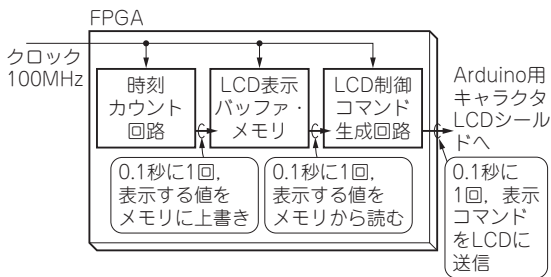 FPGA
クロック
100MHz
時刻
カウント
回路
LCD表示
バッファ・
メモリ
LCD制御
コマンド
生成回路
Arduino用
キャラクタ
LCDシール
ドへ
0.1秒に1回,
表示する値を
メモリに上書き
0.1秒に1回,
表示する値を
メモリから読む
0.1秒に
1回, 表示
コマンド
をLCDに
送信